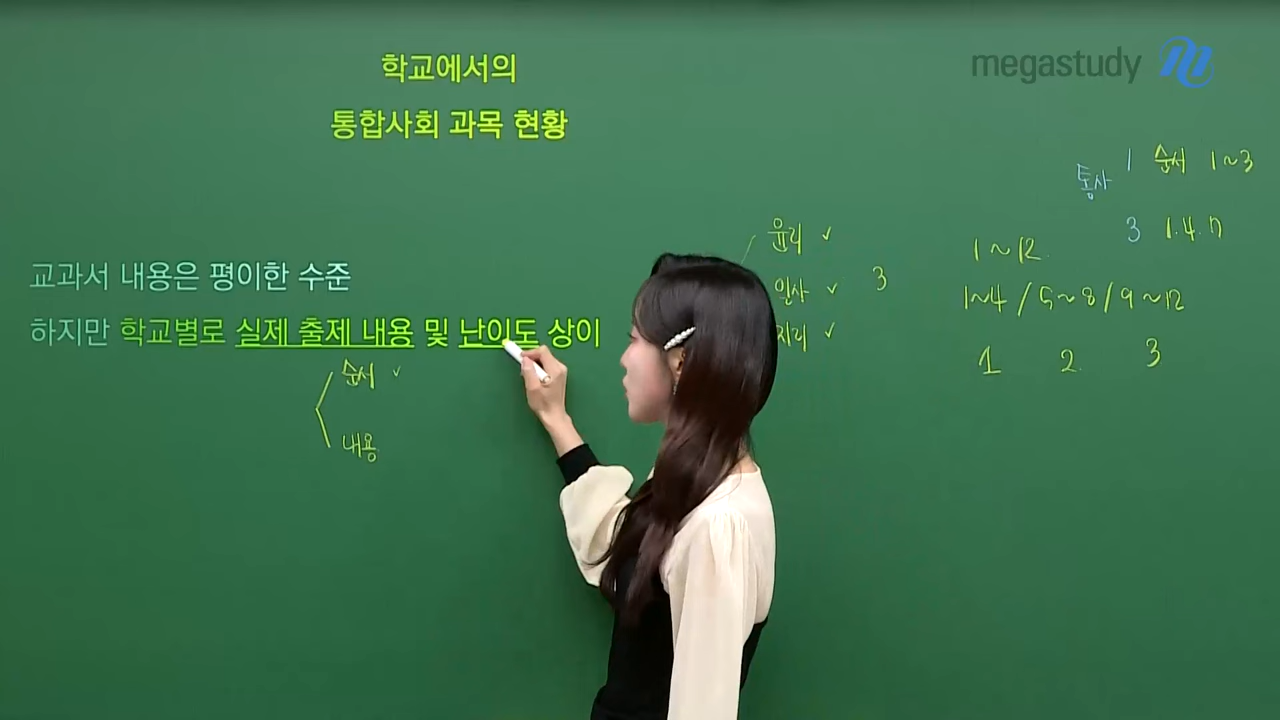 학교에서의
통합사회 과목 현황
megastudy
통사
1 순서 1~3
3 1.4.7
교과서 내용은 평이한 수준
하지만 학교별로 실제 출제 내용 및 난이도 상이
순서 ✓
내용
윤리 ✓
일사 ✓ 3
지리 ✓
1~12.
1~4 / 5~8 / 9~12
1 2. 3